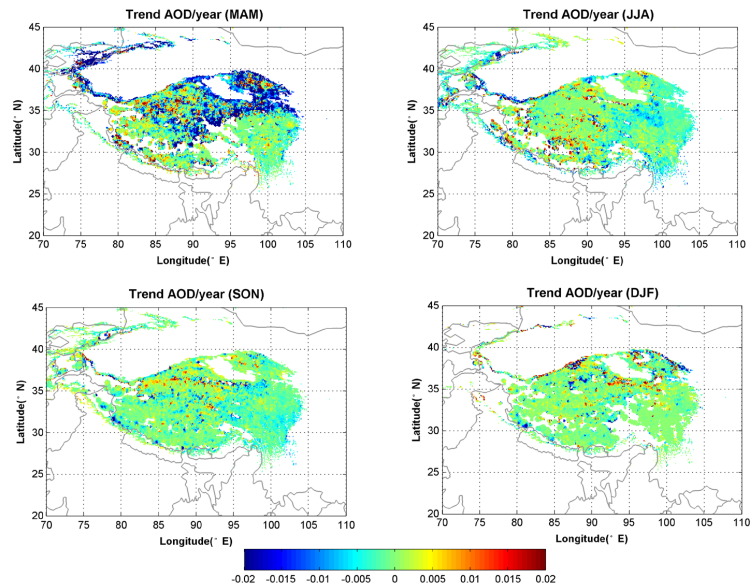 Trend AOD/year (MAM)
45
40
35
30
25
20
Latitude(° N)
70 75 80 85 90 95 100 105 110
Longitude(° E)
Trend AOD/year (JJA)
45
40
35
30
25
20
Latitude(° N)
70 75 80 85 90 95 100 105 110
Longitude(° E)
Trend AOD/year (SON)
45
40
35
30
25
20
Latitude(° N)
70 75 80 85 90 95 100 105 110
Longitude(° E)
Trend AOD/year (DJF)
45
40
35
30
25
20
Latitude(° N)
70 75 80 85 90 95 100 105 110
Longitude(° E)
-0.02 -0.015 -0.01 -0.005 0 0.005 0.01 0.015 0.02